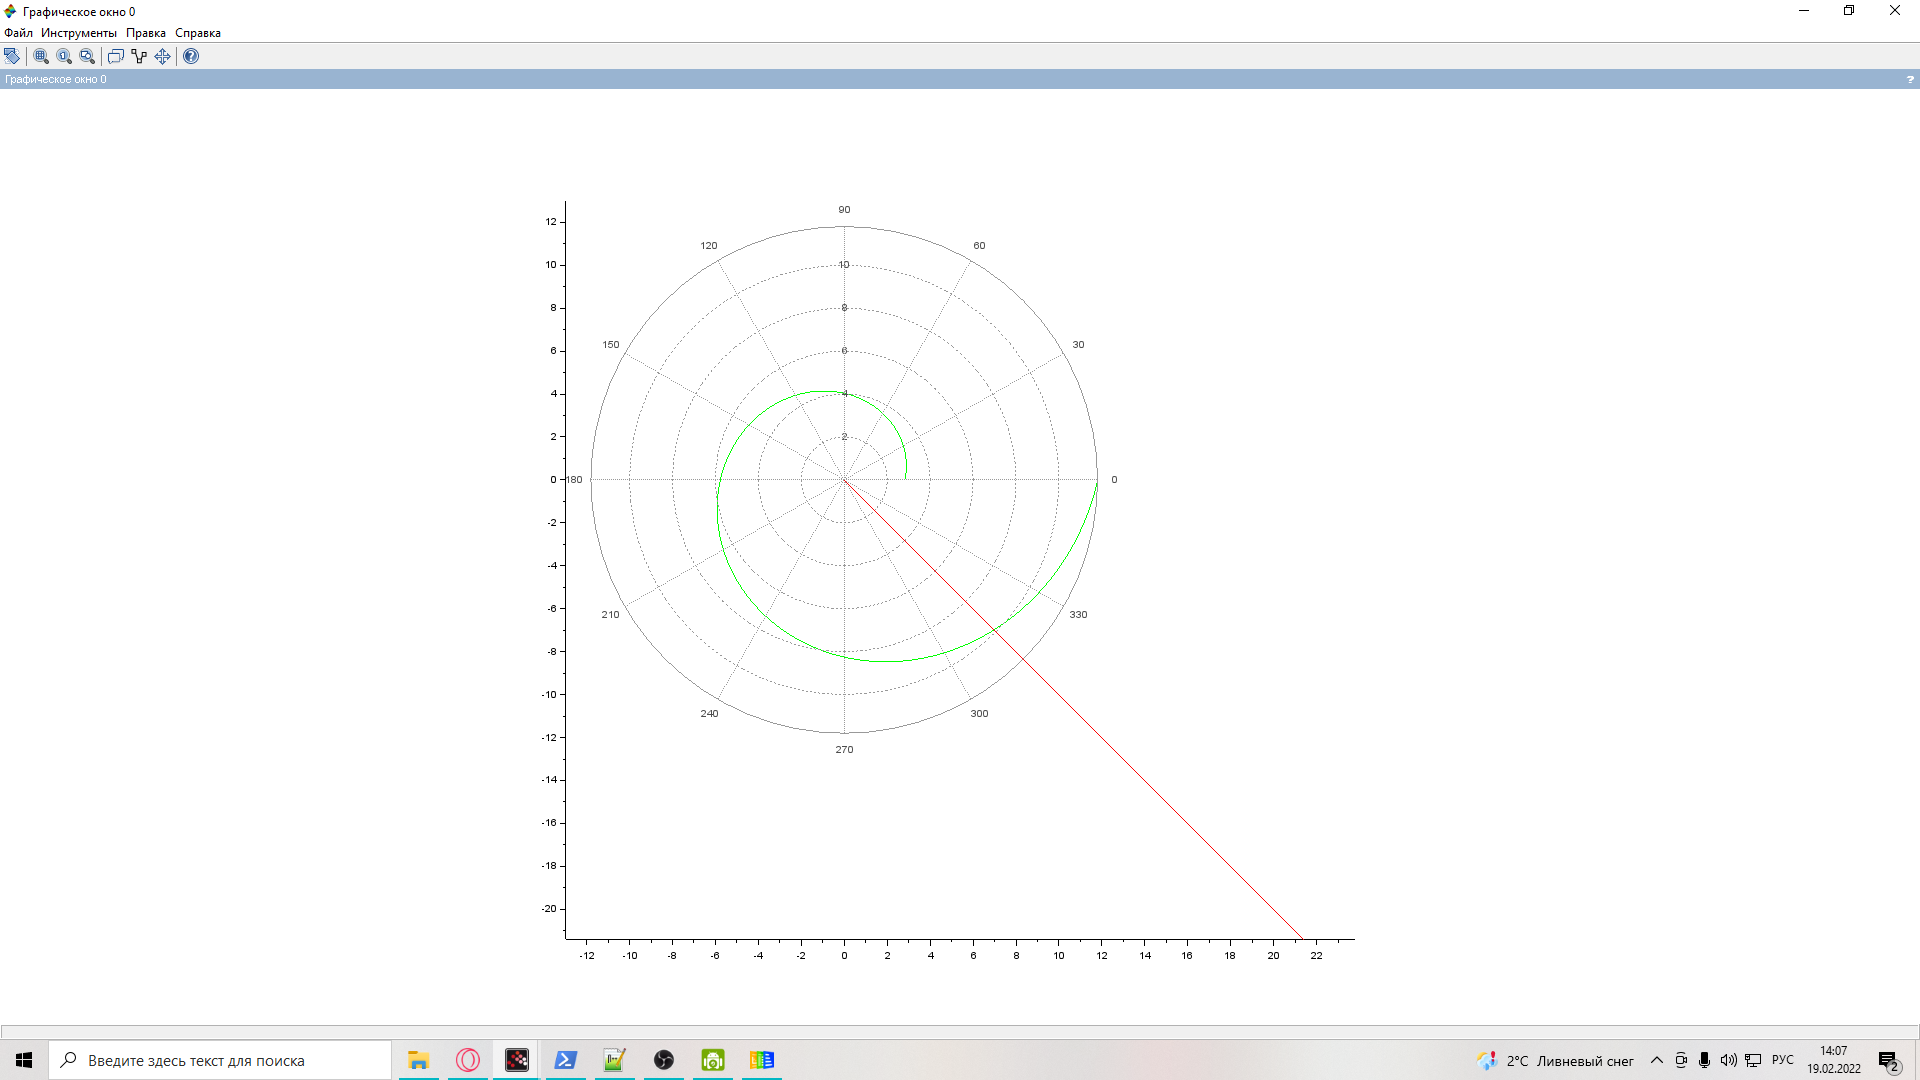 Графическое окно 0
Файл Инструменты Правка Справка
Графическое окно 0 ?
90
12
120 60
10 10
8 8
150 30
6 6
4 4
2 2
0 180 0
-2
-4
-6 210 330
-8
-10
240 300
-12 270
-14
-16
-18
-20
-12 -10 -8 -6 -4 -2 0 2 4 6 8 10 12 14 16 18 20 22
Введите здесь текст для поиска 2°C Ливневый снег РУС 14:07
19.02.2022 2